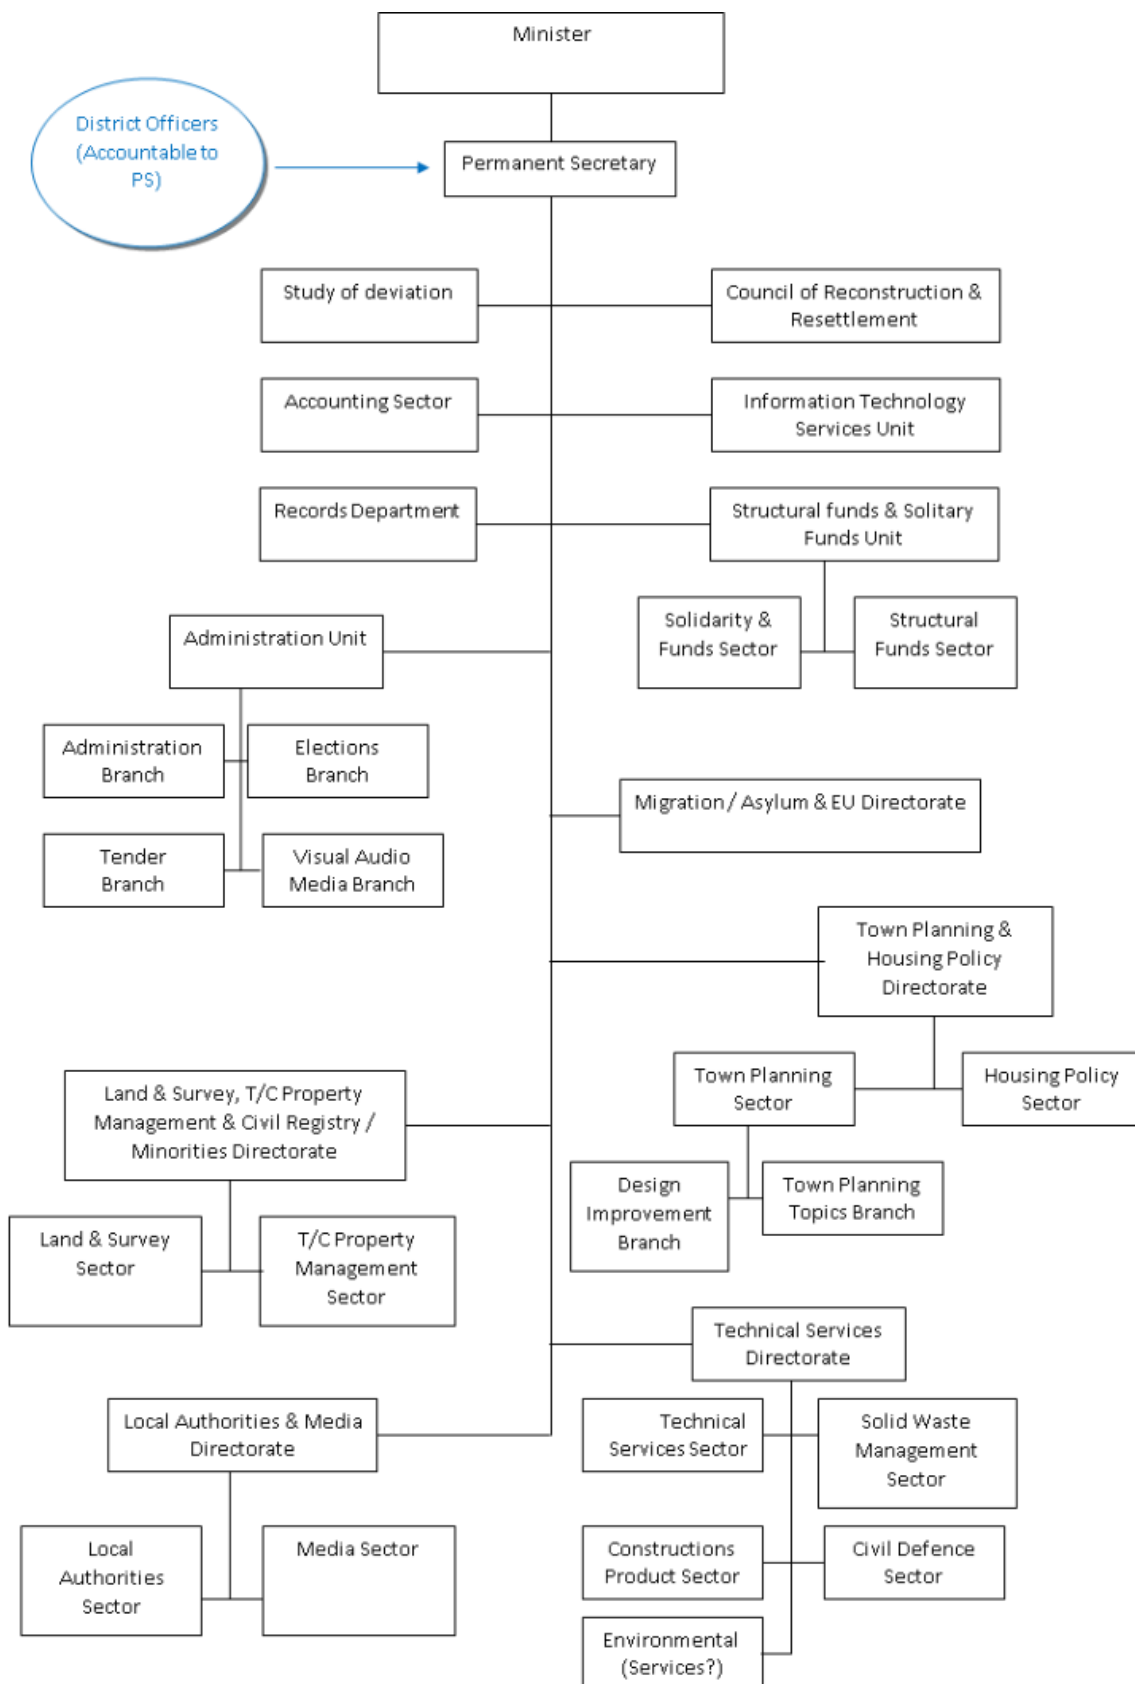 Minister
District Officers
(Accountable to
PS)
Permanent Secretary
Study of deviation
Council of Reconstruction &
Resettlement
Accounting Sector
Information Technology
Services Unit
Records Department
Structural funds & Solitary
Funds Unit
Solidarity &
Funds Sector
Structural
Funds Sector
Administration Unit
Administration
Branch
Elections
Branch
Tender
Branch
Visual Audio
Media Branch
Migration / Asylum & EU Directorate
Town Planning &
Housing Policy
Directorate
Town Planning
Sector
Housing Policy
Sector
Design
Improvement
Branch
Town Planning
Topics Branch
Land & Survey, T/C Property
Management & Civil Registry /
Minorities Directorate
Land & Survey
Sector
T/C Property
Management
Sector
Technical Services
Directorate
Technical
Services Sector
Solid Waste
Management
Sector
Constructions
Product Sector
Civil Defence
Sector
Environmental
(Services?)
Local Authorities & Media
Directorate
Local
Authorities
Sector
Media Sector